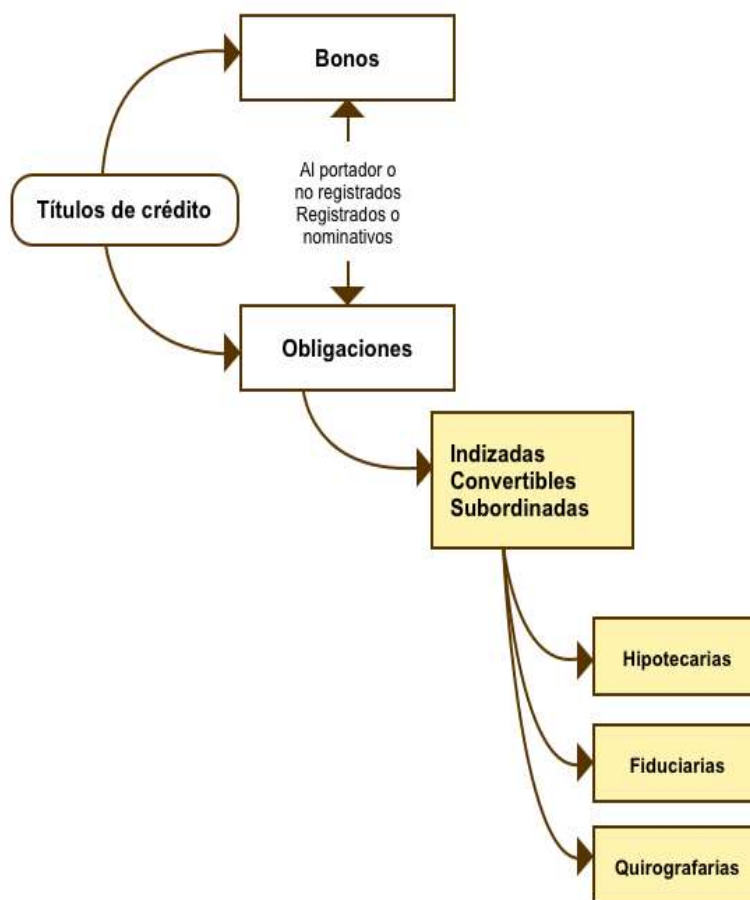 Bonos
Al portador o
no registrados
Registrados o
nominativos
Títulos de crédito
Obligaciones
Indizadas
Convertibles
Subordinadas
Hipotecarias
Fiduciarias
Quirografarias